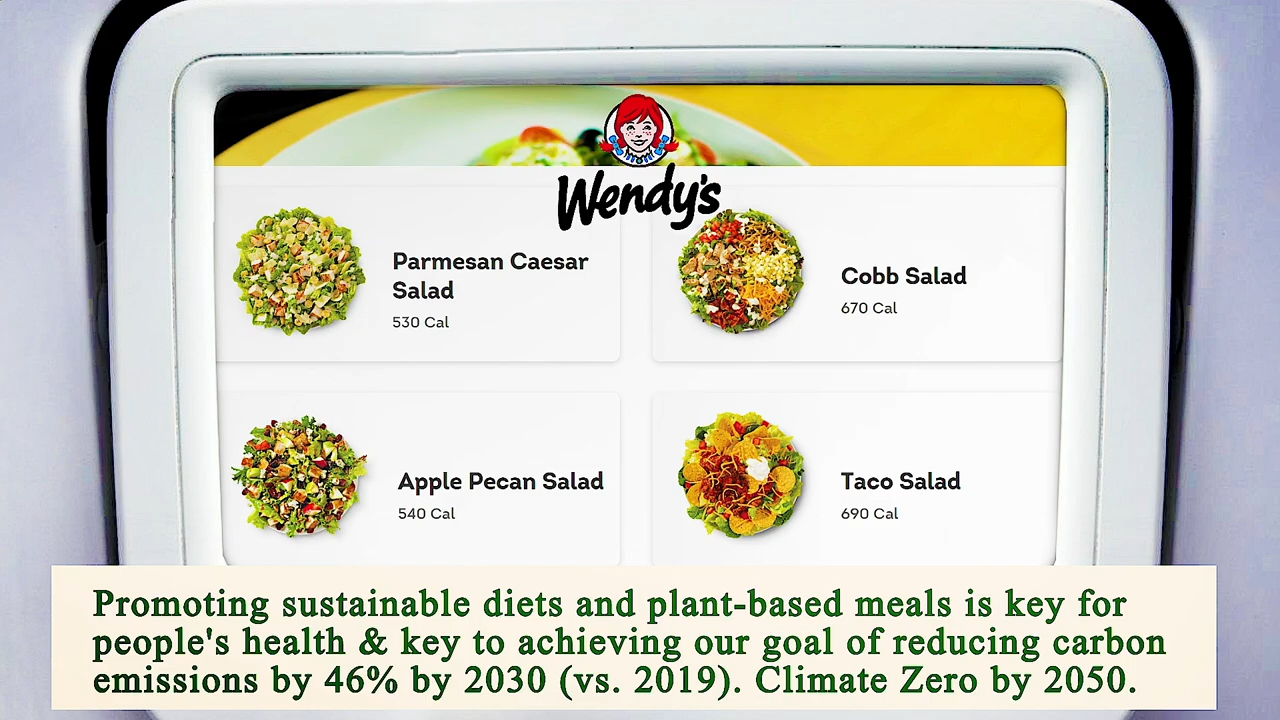 Wendy's
Parmesan Caesar
Salad
530 Cal
Cobb Salad
670 Cal
Apple Pecan Salad
540 Cal
Taco Salad
690 Cal
Promoting sustainable diets and plant-based meals is key for
people's health & key to achieving our goal of reducing carbon
emissions by 46% by 2030 (vs. 2019). Climate Zero by 2050.